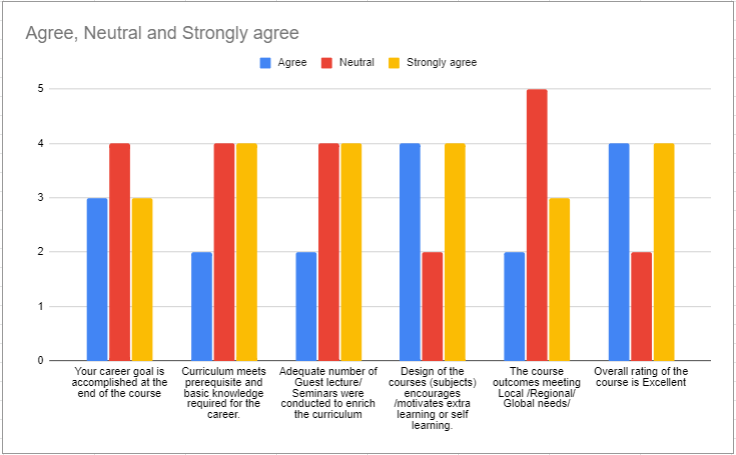 Agree, Neutral and Strongly agree
Agree
Neutral
Strongly agree
5
4
3
2
1
0
Your career goal is
accomplished at the
end of the course
Curriculum meets
prerequisite and
basic knowledge
required for the
career.
Adequate number of
Guest lecture/
Seminars were
conducted to enrich
the curriculum
Design of the
courses (subjects)
encourages
/motivates extra
learning or self
learning.
The course
outcomes meeting
Local /Regional/
Global needs/
Overall rating of the
course is Excellent